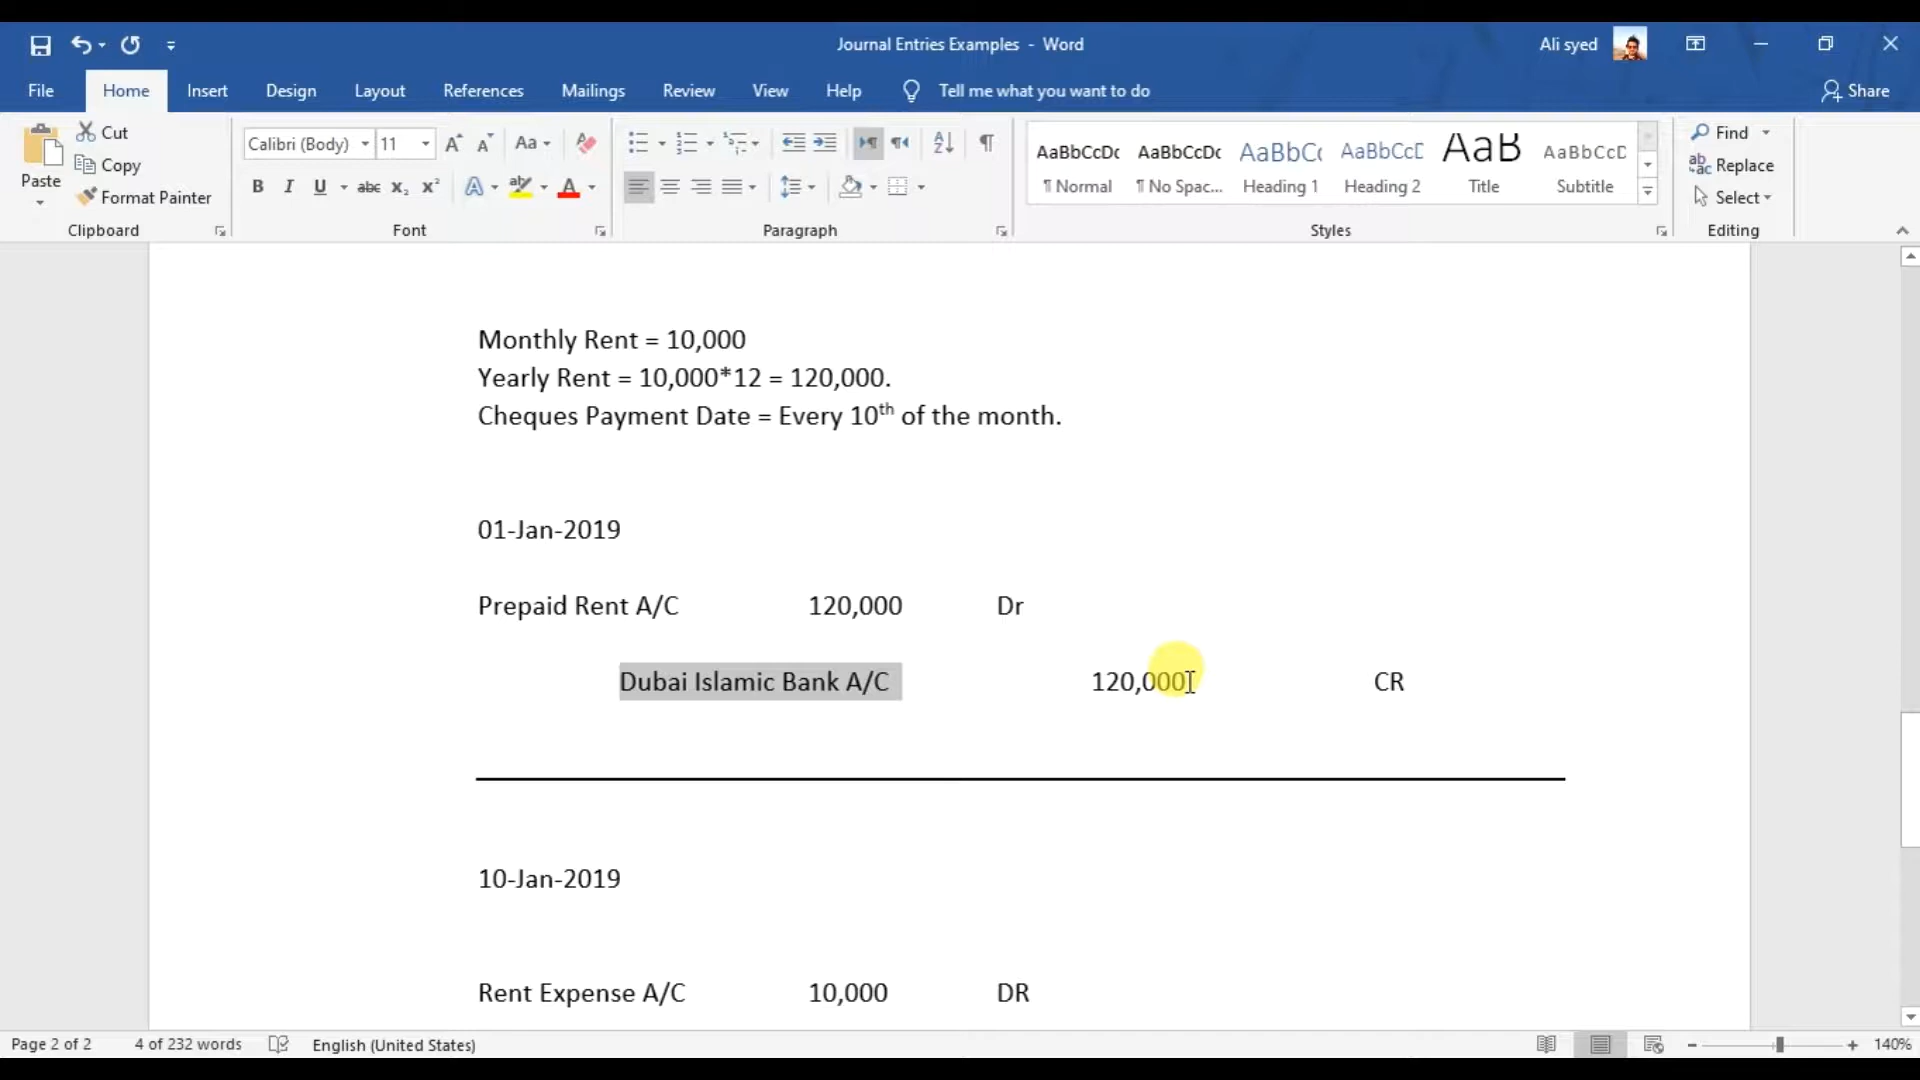 Journal Entries Examples - Word
Ali syed
File Home Insert Design Layout References Mailings Review View Help Tell me what you want to do Share
Paste
Cut
Copy
Format Painter
Clipboard
Calibri (Body) 11
Font
Paragraph
AaBbCcDc AaBbCcDc AaBbC AaBbCcD AaB AaBbCcD
¶ Normal ¶ No Spac... Heading 1 Heading 2 Title Subtitle
Styles
Find
Replace
Select
Editing
Monthly Rent = 10,000
Yearly Rent = 10,000*12 = 120,000.
Cheques Payment Date = Every 10th of the month.
01-Jan-2019
Prepaid Rent A/C 120,000 Dr
Dubai Islamic Bank A/C 120,000 CR
10-Jan-2019
Rent Expense A/C 10,000 DR
Page 2 of 2 4 of 232 words English (United States) 140%